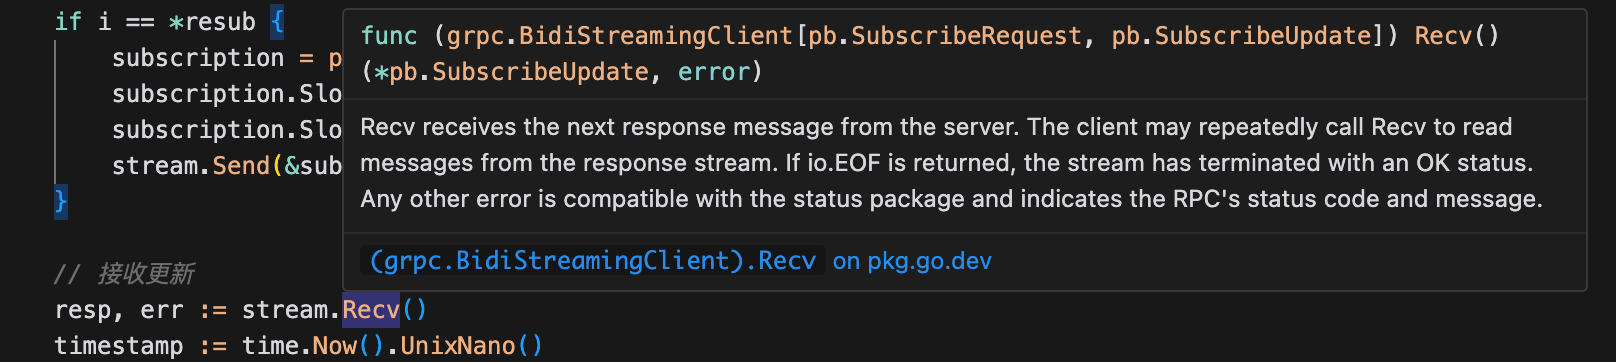 if i == *resub {
subscription = p
subscription.Slo
subscription.Slo
stream.Send(&sub
}
// 接收更新
resp, err := stream.Recv()
timestamp := time.Now().UnixNano()
func (grpc.BidiStreamingClient[pb.SubscribeRequest, pb.SubscribeUpdate]) Recv()
(*pb.SubscribeUpdate, error)
Recv receives the next response message from the server. The client may repeatedly call Recv to read
messages from the response stream. If io.EOF is returned, the stream has terminated with an OK status.
Any other error is compatible with the status package and indicates the RPC's status code and message.
(grpc.BidiStreamingClient).Recv on pkg.go.dev